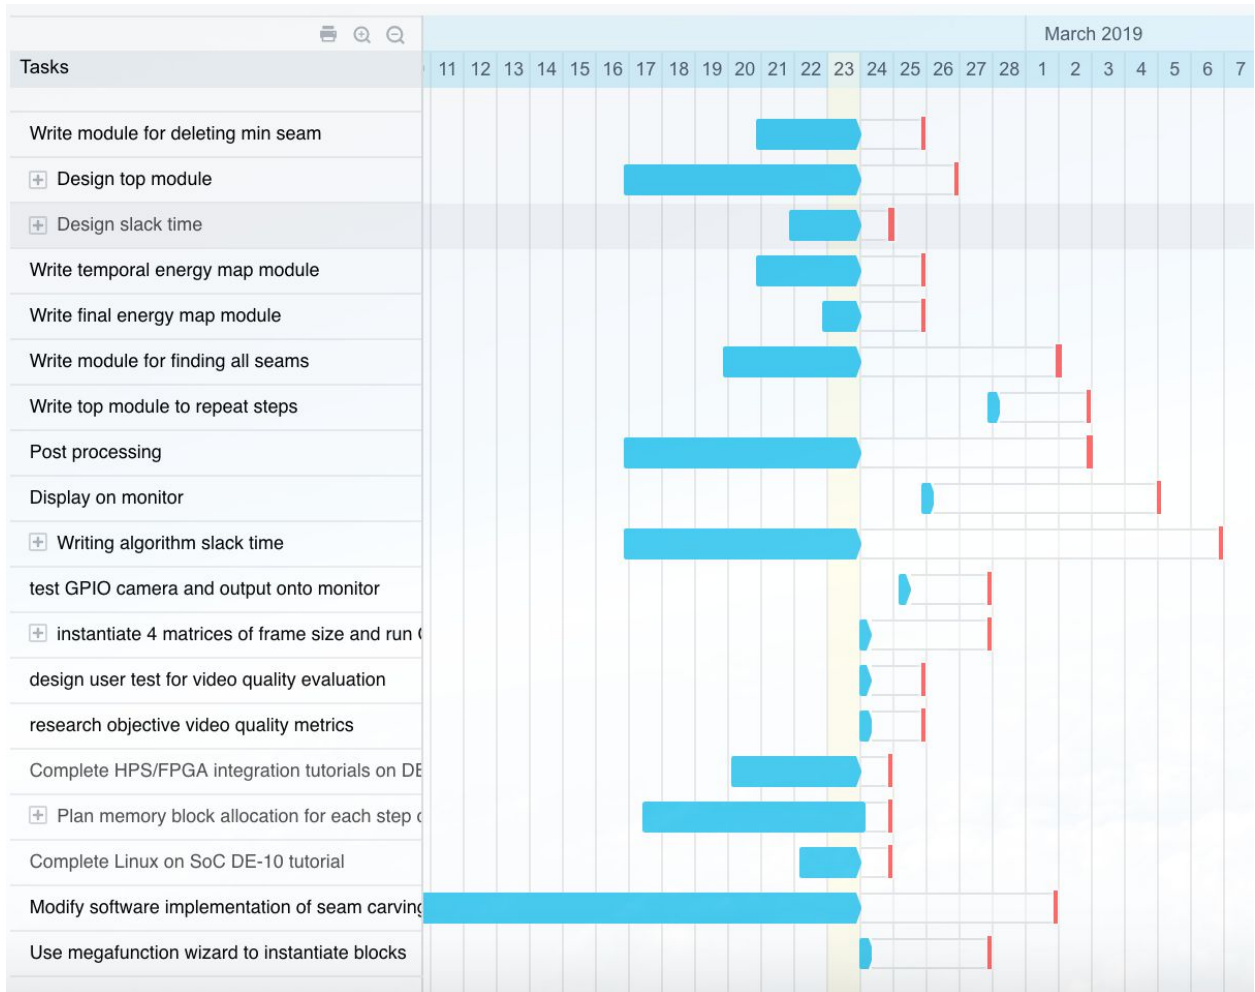 March 2019
Tasks
11 12 13 14 15 16 17 18 19 20 21 22 23 24 25 26 27 28 1 2 3 4 5 6 7
Write module for deleting min seam
Design top module
Design slack time
Write temporal energy map module
Write final energy map module
Write module for finding all seams
Write top module to repeat steps
Post processing
Display on monitor
Writing algorithm slack time
test GPIO camera and output onto monitor
instantiate 4 matrices of frame size and run
design user test for video quality evaluation
research objective video quality metrics
Complete HPS/FPGA integration tutorials on DE
Plan memory block allocation for each step
Complete Linux on SoC DE-10 tutorial
Modify software implementation of seam carving
Use megafunction wizard to instantiate blocks